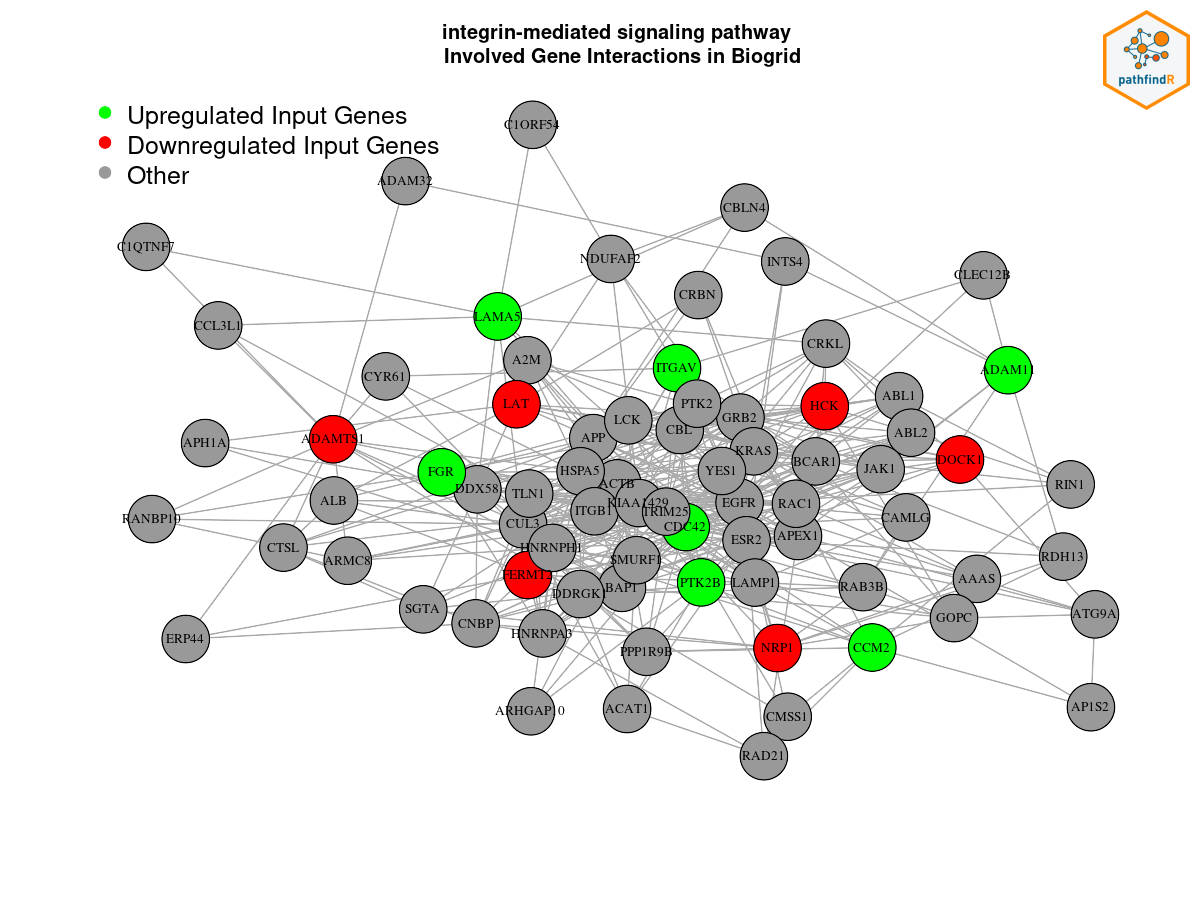 integrin-mediated signaling pathway
Involved Gene Interactions in Biogrid
pathfindR
Upregulated Input Genes
Downregulated Input Genes
Other
C1ORF54
ADAM32
CBLN4
C1QTNF7
NDUFAF2
INTS4
CLEC12B
CRBN
LAMA5
CCL3L1
CRKL
A2M
ITGAV
ADAM11
CYR61
ABL1
LAT
PTK2
HCK
GRB2
LCK
CBL
ABL2
ADAMTS1
APH1A
APP
KRAS
BCAR1
DOCK1
JAK1
FGR
HSPA5
YES1
ACTB
RIN1
DDX58
TLN1
ALB
KIAA1429
EGFR
RAC1
ITGB1
TRIM25
RANBP10
CAMLG
CUL3
CDC42
APEX1
ESR2
CTSL
HNRNPH1
RDH13
ARMC8
SMURF1
FERMT2
AAAS
PTK2B
LAMP1
RAB3B
BAP1
DDRGK1
SGTA
ATG9A
GOPC
CNBP
HNRNPA3
ERP44
NRP1
CCM2
PPP1R9B
AP1S2
ACAT1
ARHGAP10
CMSS1
RAD21